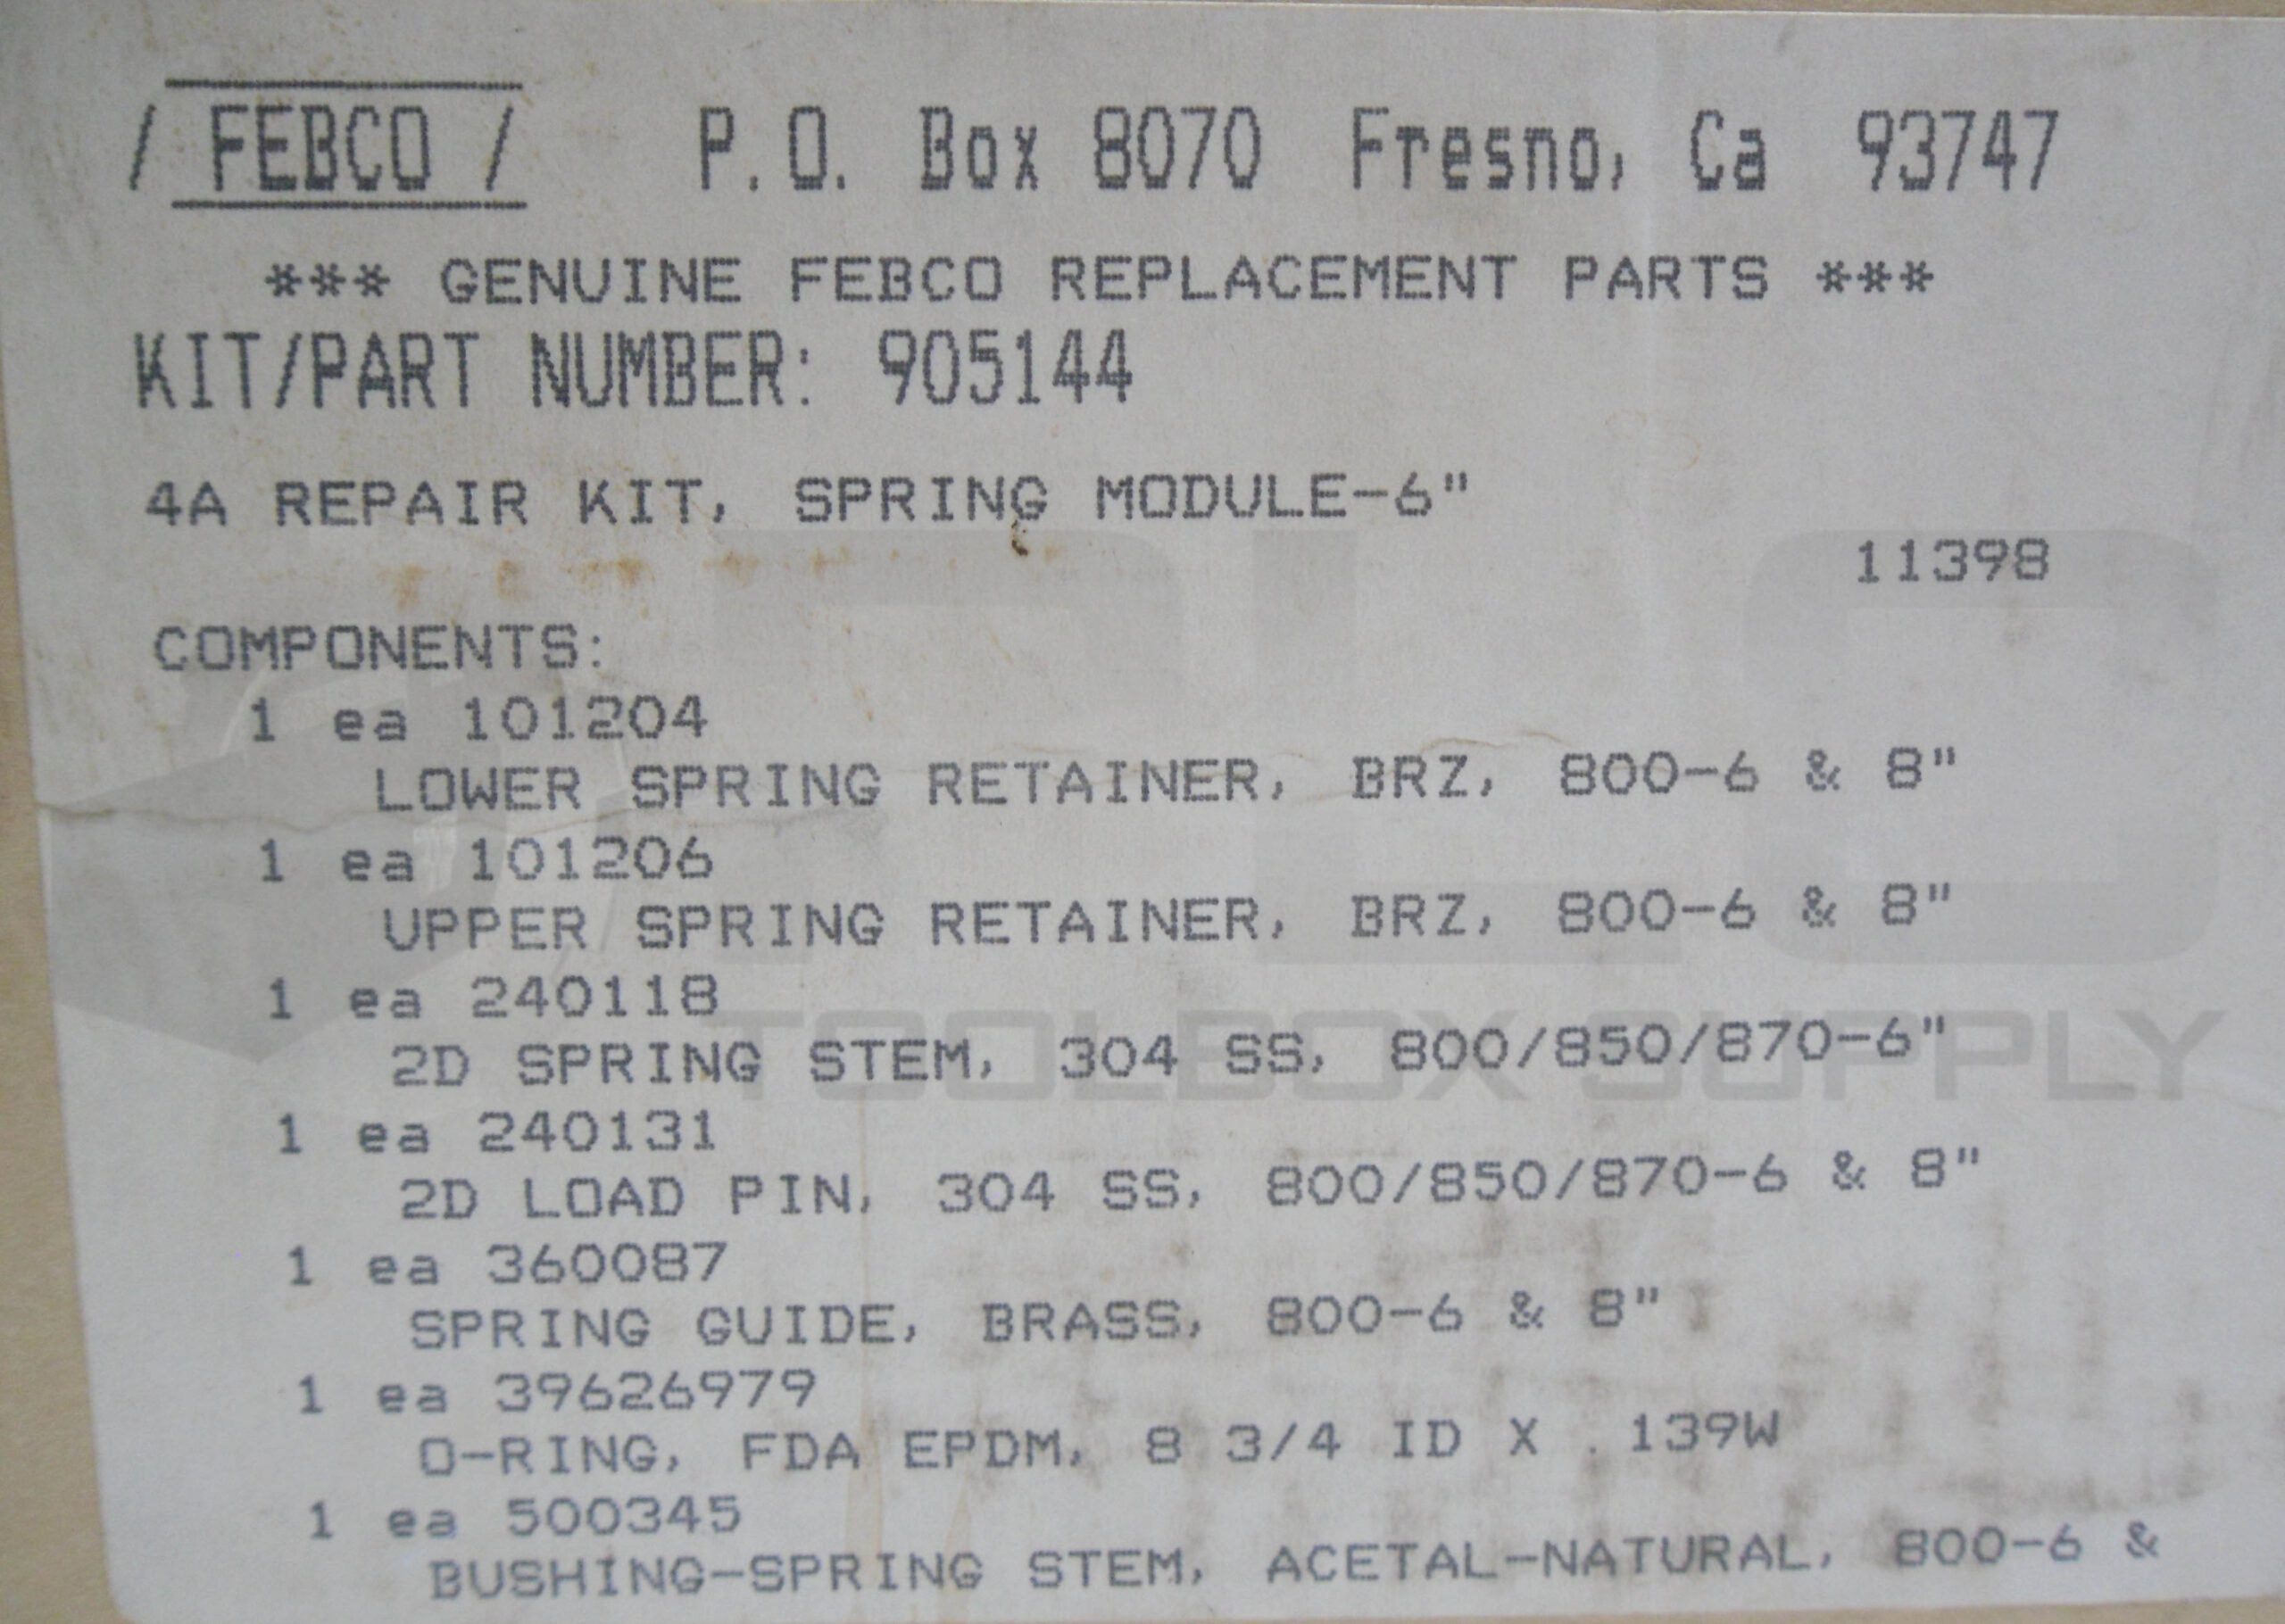 / FEBCO / P.O. Box 8070 Fresno, Ca 93747
*** GENUINE FEBCO REPLACEMENT PARTS ***
KIT/PART NUMBER: 905144
4A REPAIR KIT, SPRING MODULE-6"
11398
COMPONENTS:
1 ea 101204
LOWER SPRING RETAINER, BRZ, 800-6 & 8"
1 ea 101206
UPPER SPRING RETAINER, BRZ, 800-6 & 8"
1 ea 240118
2D SPRING STEM, 304 SS, 800/850/870-6"
TOOLBOX SUPPLY
1 ea 240131
2D LOAD PIN, 304 SS, 800/850/870-6 & 8"
1 ea 360087
SPRING GUIDE, BRASS, 800-6 & 8"
1 ea 39626979
O-RING, FDA EPDM, 8 3/4 ID X .139W
1 ea 500345
BUSHING-SPRING STEM, ACETAL-NATURAL, 800-6 &